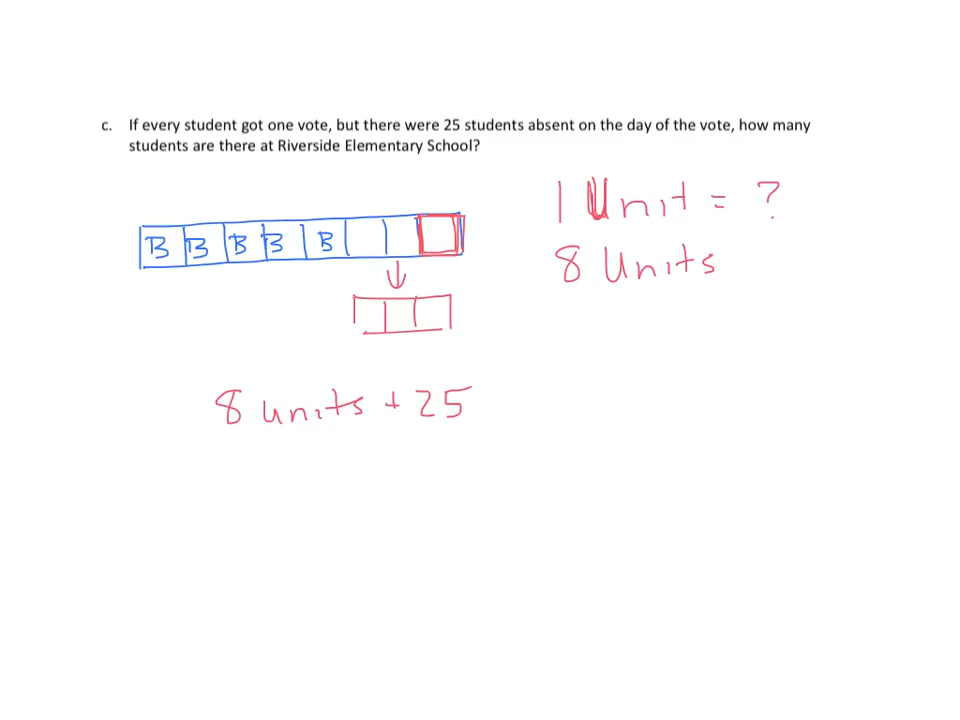 c. If every student got one vote, but there were 25 students absent on the day of the vote, how many
students are there at Riverside Elementary School?
1 Unit = ?
B B B B B
8 Units
8 units + 25